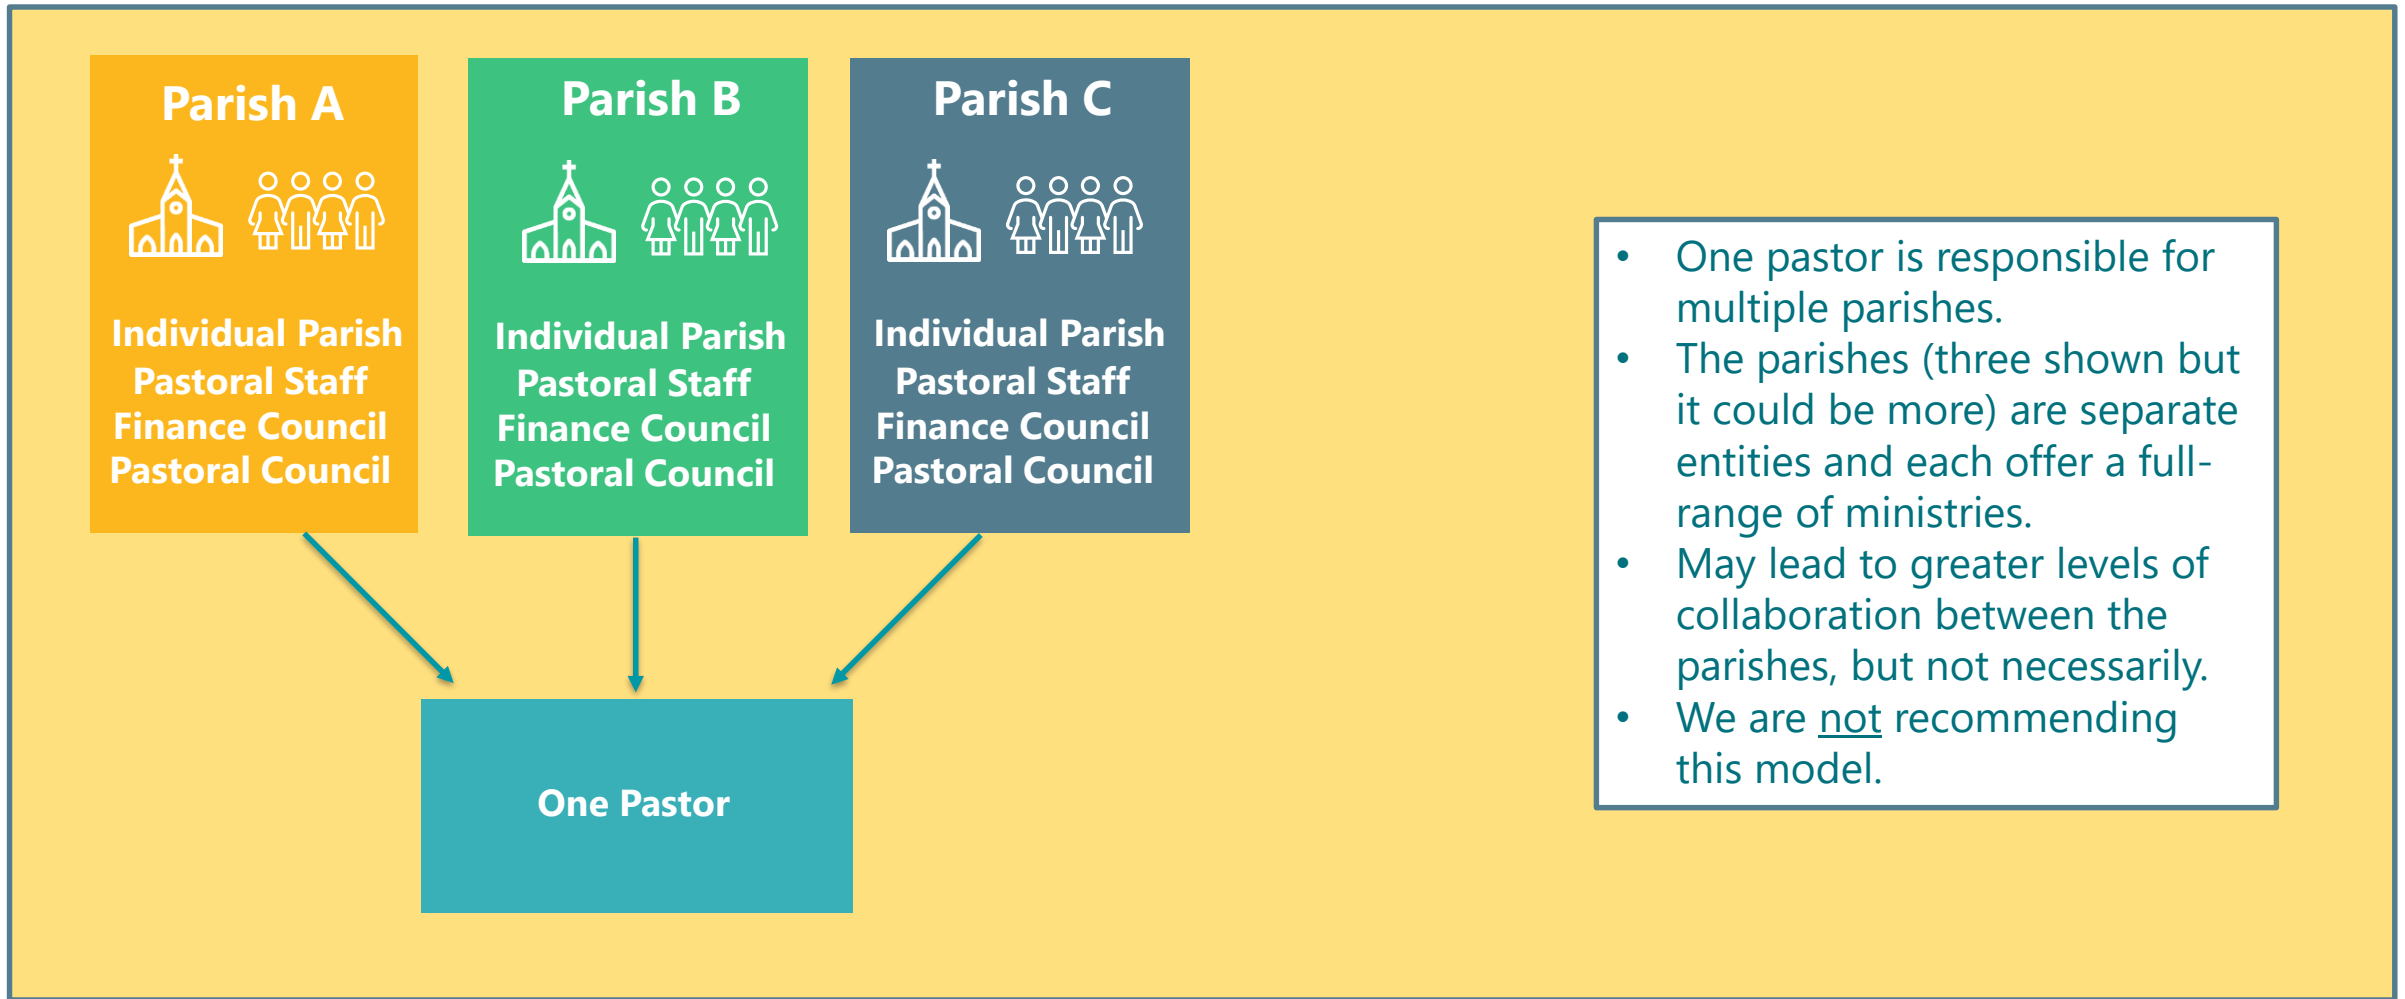 Parish A
Individual Parish
Pastoral Staff
Finance Council
Pastoral Council
Parish B
Individual Parish
Pastoral Staff
Finance Council
Pastoral Council
Parish C
Individual Parish
Pastoral Staff
Finance Council
Pastoral Council
One Pastor
• One pastor is responsible for
multiple parishes.
• The parishes (three shown but
it could be more) are separate
entities and each offer a full-
range of ministries.
• May lead to greater levels of
collaboration between the
parishes, but not necessarily.
• We are not recommending
this model.